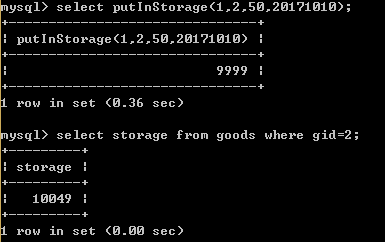 mysql> select putInStorage(1,2,50,20171010);
+-------------------------------+
| putInStorage(1,2,50,20171010) |
+-------------------------------+
|                          9999 |
+-------------------------------+
1 row in set (0.36 sec)
mysql> select storage from goods where gid=2;
+---------+
| storage |
+---------+
|   10049 |
+---------+
1 row in set (0.00 sec)